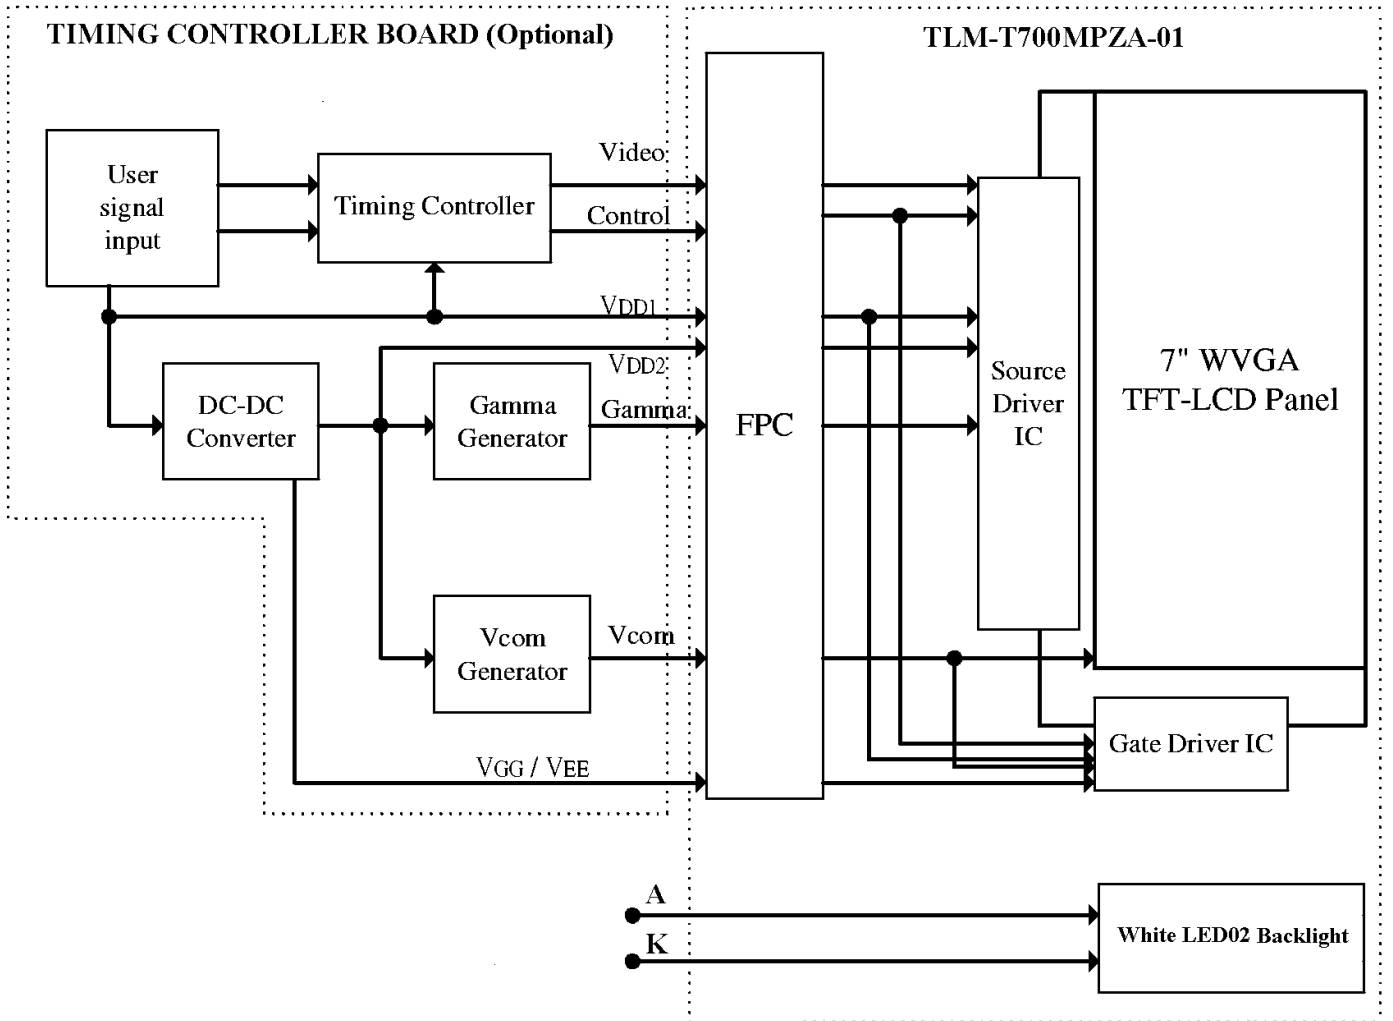 TIMING CONTROLLER BOARD (Optional)
TLM-T700MPZA-01
User
signal
input
Timing Controller
Video
Control
VDD1
VDD2
DC-DC
Converter
Gamma
Generator
Gamma
FPC
Source
Driver
IC
7" WVGA
TFT-LCD Panel
Vcom
Generator
Vcom
VGG / VEE
Gate Driver IC
A
K
White LED02 Backlight